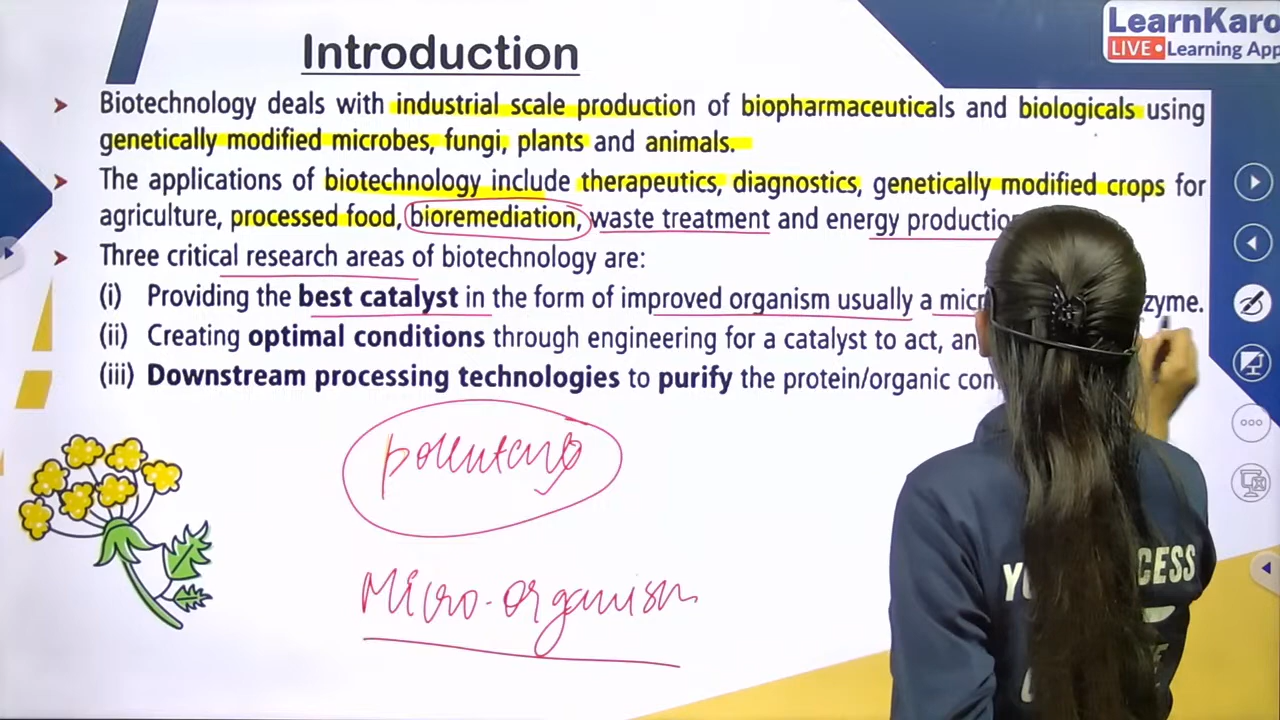 LearnKaro
LIVE • Learning App
Introduction
Biotechnology deals with industrial scale production of biopharmaceuticals and biologicals using
genetically modified microbes, fungi, plants and animals.
The applications of biotechnology include therapeutics, diagnostics, genetically modified crops for
agriculture, processed food, bioremediation, waste treatment and energy productio
Three critical research areas of biotechnology are:
(i) Providing the best catalyst in the form of improved organism usually a micr zyme.
(ii) Creating optimal conditions through engineering for a catalyst to act, an
(iii) Downstream processing technologies to purify the protein/organic com
Micro-organism
CESS